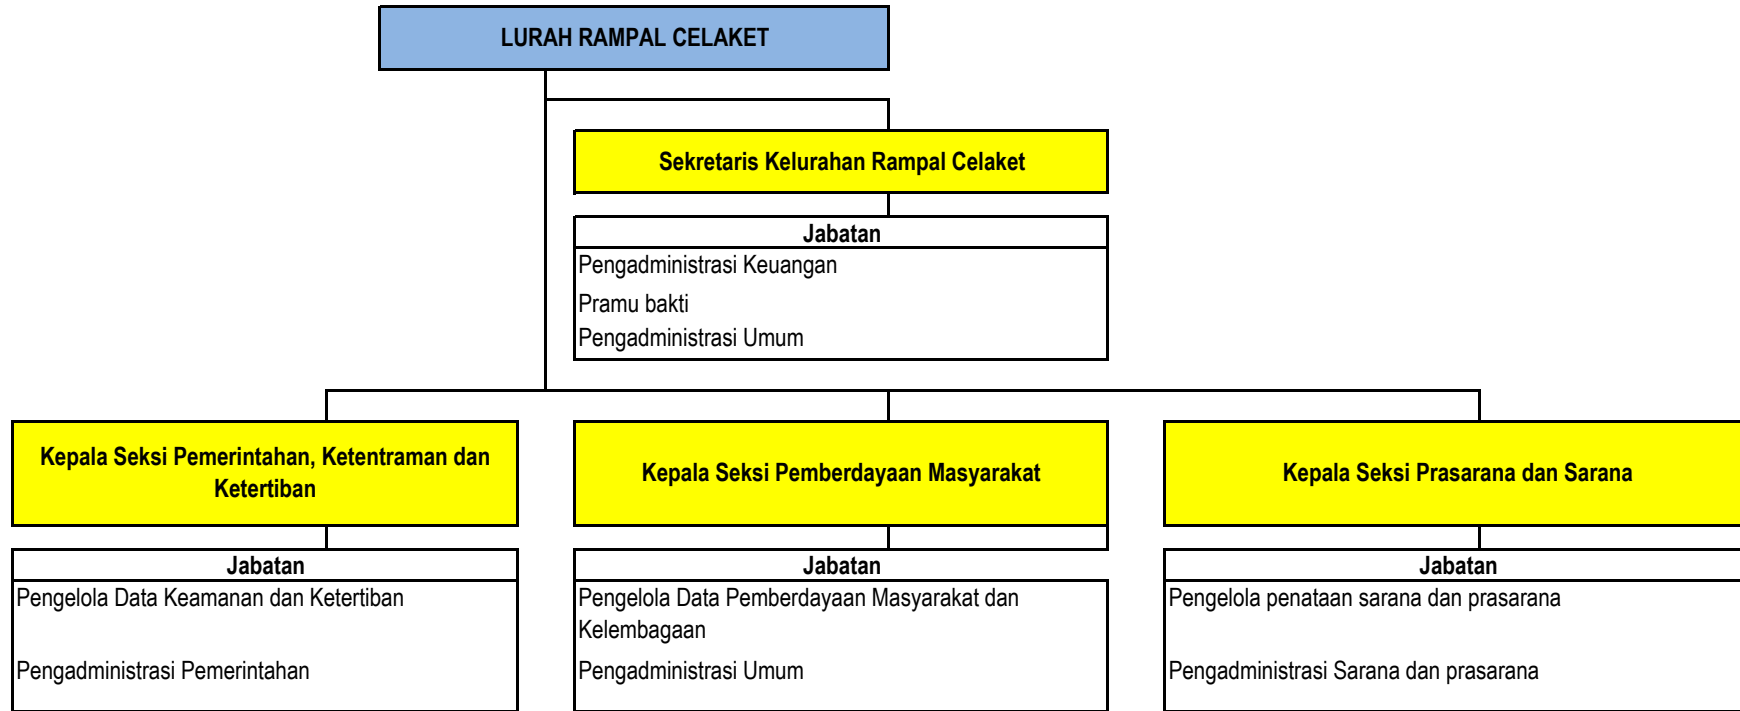 LURAH RAMPAL CELAKET
Sekretaris Kelurahan Rampal Celaket
Jabatan
Pengadministrasi Keuangan
Pramu bakti
Pengadministrasi Umum
Kepala Seksi Pemerintahan, Ketentraman dan
Ketertiban
Jabatan
Pengelola Data Keamanan dan Ketertiban
Pengadministrasi Pemerintahan
Kepala Seksi Pemberdayaan Masyarakat
Jabatan
Pengelola Data Pemberdayaan Masyarakat dan
Kelembagaan
Pengadministrasi Umum
Kepala Seksi Prasarana dan Sarana
Jabatan
Pengelola penataan sarana dan prasarana
Pengadministrasi Sarana dan prasarana